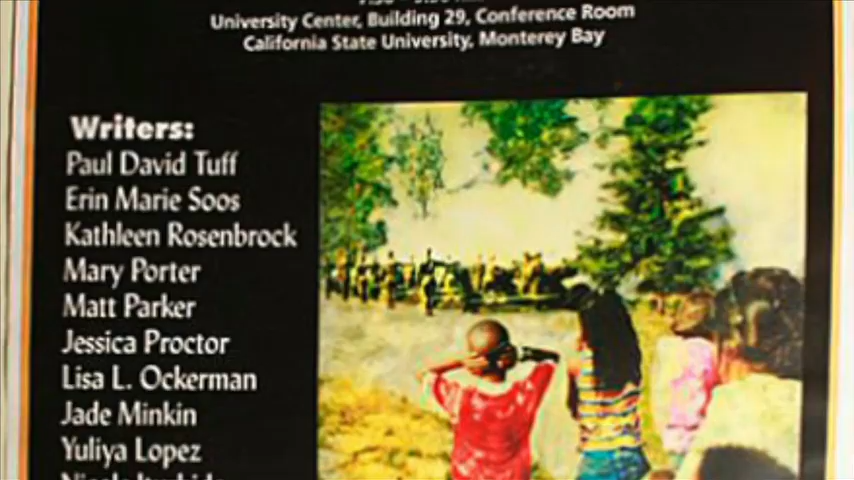 University Center, Building 29, Conference Room
California State University, Monterey Bay
Writers:
Paul David Tuff
Erin Marie Soos
Kathleen Rosenbrock
Mary Porter
Matt Parker
Jessica Proctor
Lisa L. Ockerman
Jade Minkin
Yuliya Lopez